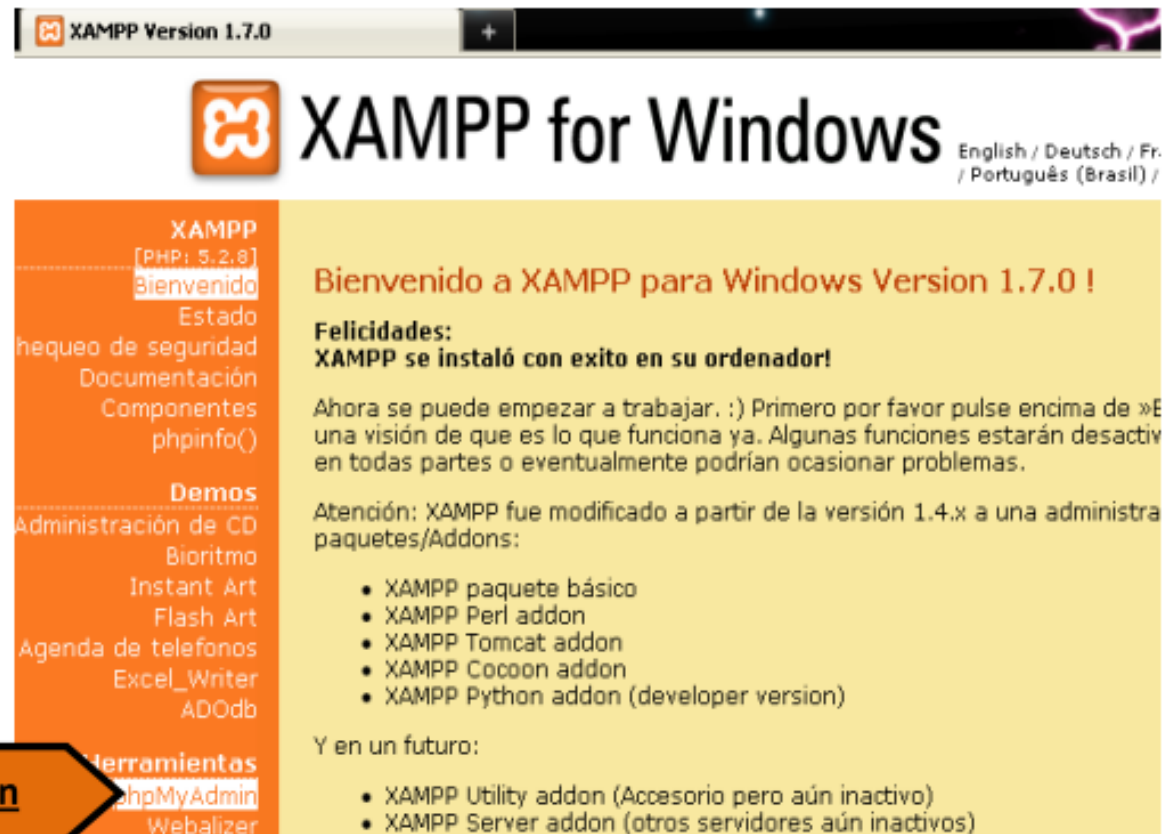 XAMPP Version 1.7.0
+
XAMPP for Windows
English / Deutsch /
/ Português (Brasil) /
XAMPP
[PHP: 5.2.8]
Bienvenido
Estado
hequeo de seguridad
Documentación
Componentes
phpinfo()
Demos
Administración de CD
Bioritmo
Instant Art
Flash Art
Agenda de telefonos
Excel_Writer
ADOdb
Herramientas
phpMyAdmin
Webalizer
n
Bienvenido a XAMPP para Windows Version 1.7.0 !
Felicidades:
XAMPP se instaló con exito en su ordenador!
Ahora se puede empezar a trabajar. :) Primero por favor pulse encima de »E
una visión de que es lo que funciona ya. Algunas funciones estarán desactiv
en todas partes o eventualmente podrían ocasionar problemas.
Atención: XAMPP fue modificado a partir de la versión 1.4.x a una administra
paquetes/Addons:
• XAMPP paquete básico
• XAMPP Perl addon
• XAMPP Tomcat addon
• XAMPP Cocoon addon
• XAMPP Python addon (developer version)
Y en un futuro:
• XAMPP Utility addon (Accesorio pero aún inactivo)
• XAMPP Server addon (otros servidores aún inactivos)